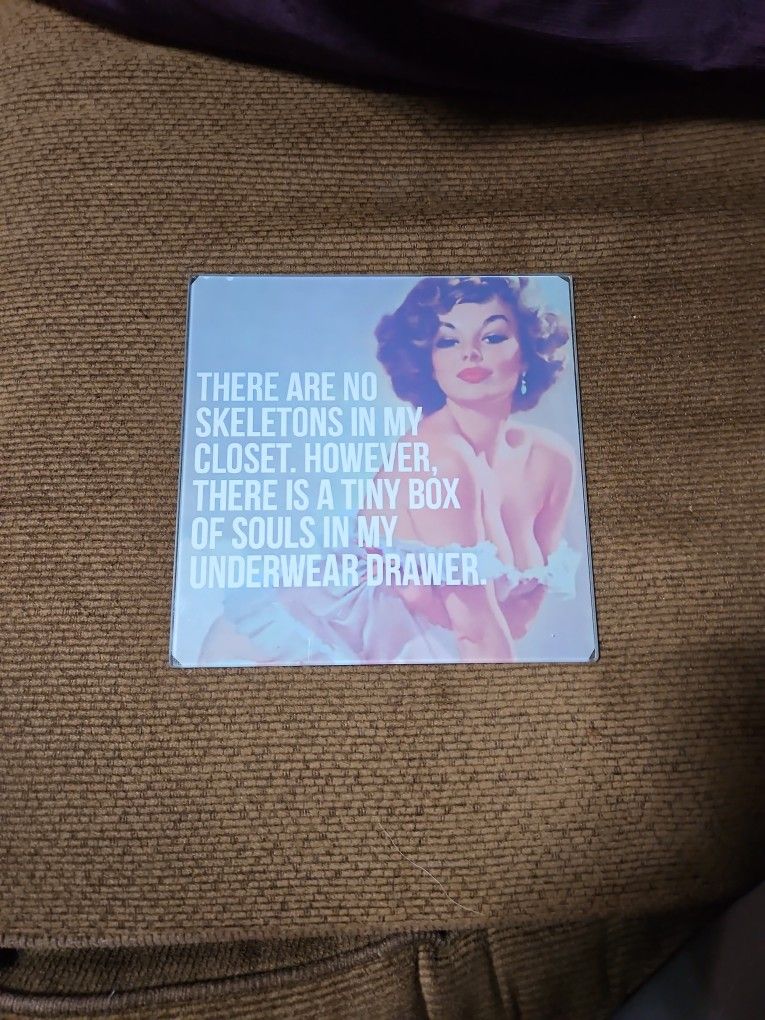 THERE ARE NO
SKELETONS IN MY
CLOSET. HOWEVER,
THERE IS A TINY BOX
OF SOULS IN MY
UNDERWEAR DRAWER.